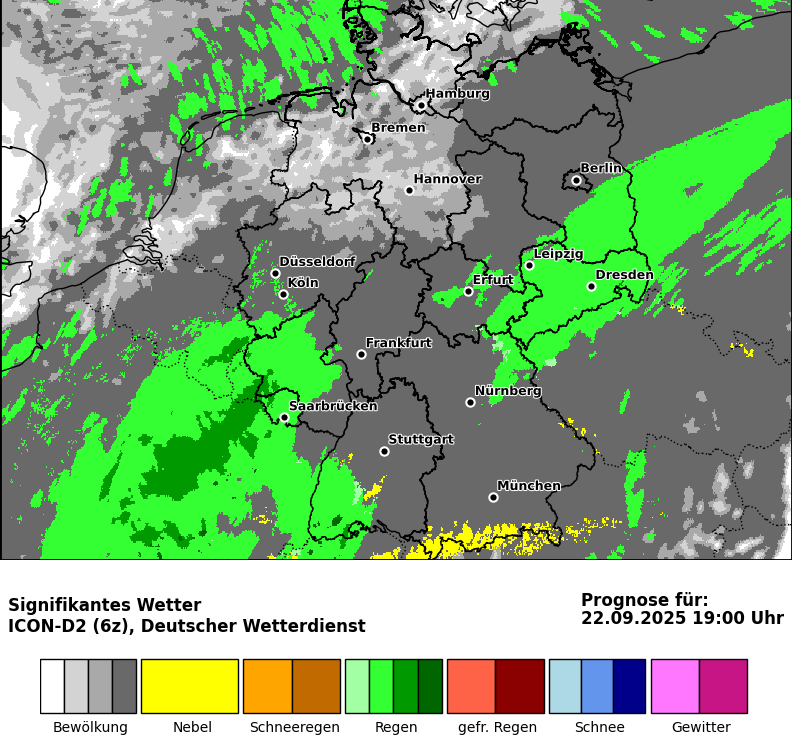 Hamburg
Bremen
Berlin
Hannover
Leipzig
Düsseldorf
Dresden
Köln
Erfurt
Frankfurt
Nürnberg
Saarbrücken
Stuttgart
München
Signifikantes Wetter
ICON-D2 (6z), Deutscher Wetterdienst
Prognose für:
22.09.2025 19:00 Uhr
Bewölkung Nebel Schneeregen Regen gefr. Regen Schnee Gewitter